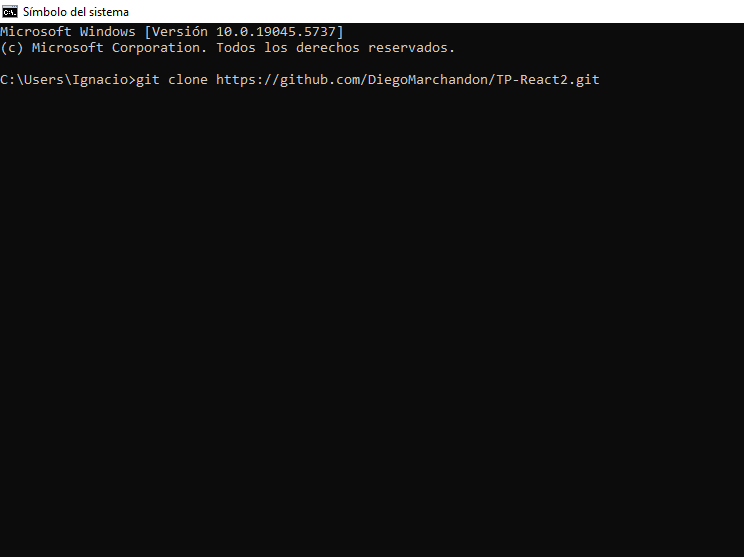 Símbolo del sistema
Microsoft Windows [Versión 10.0.19045.5737]
(c) Microsoft Corporation. Todos los derechos reservados.
C:\Users\Ignacio>git clone https://github.com/DiegoMarchandon/TP-React2.git